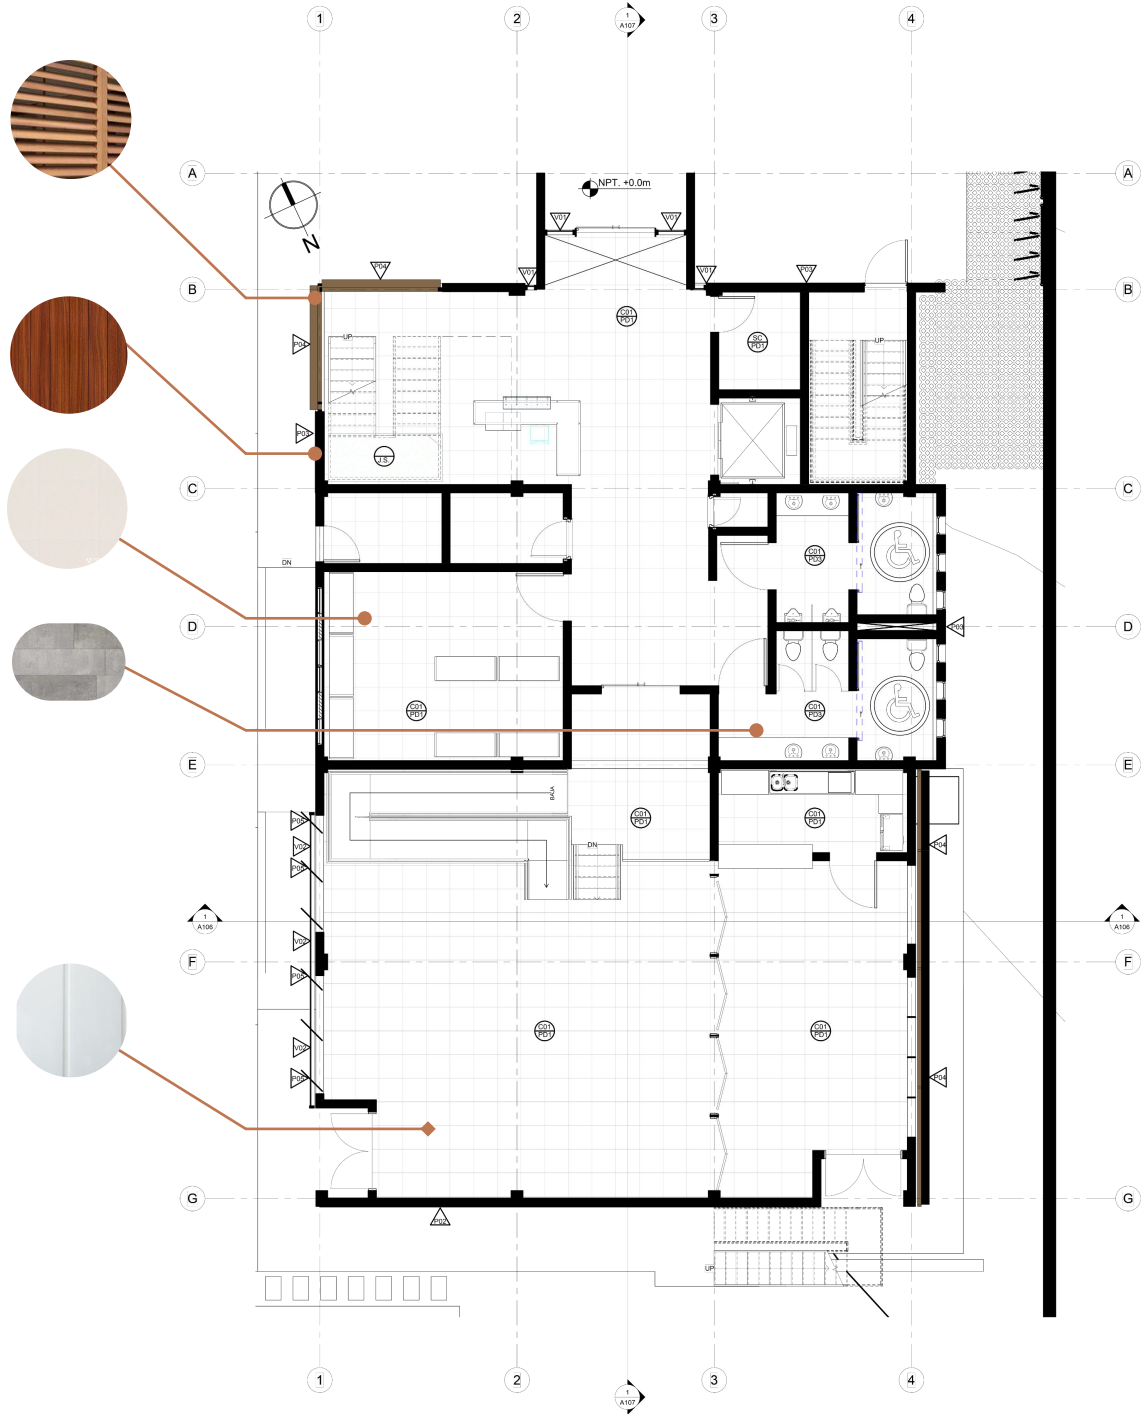 1
2
3
4
1
A107
A
A
NPT. +0.0m
N
V01
V01
P04
V01
V01
P03
B
B
C01
PD1
UP
UP
SC
PD1
P04
P03
J.S.
C
C
DN
C01
PD3
D
D
P03
C01
PD1
C01
PD3
E
E
BAJA
P05
C01
PD1
C01
PD1
V02
DN
P04
P05
1
A106
1
A106
V02
F
F
P05
C01
PD1
C01
PD1
V02
P05
P04
G
G
P02
UP
1
2
3
4
1
A107